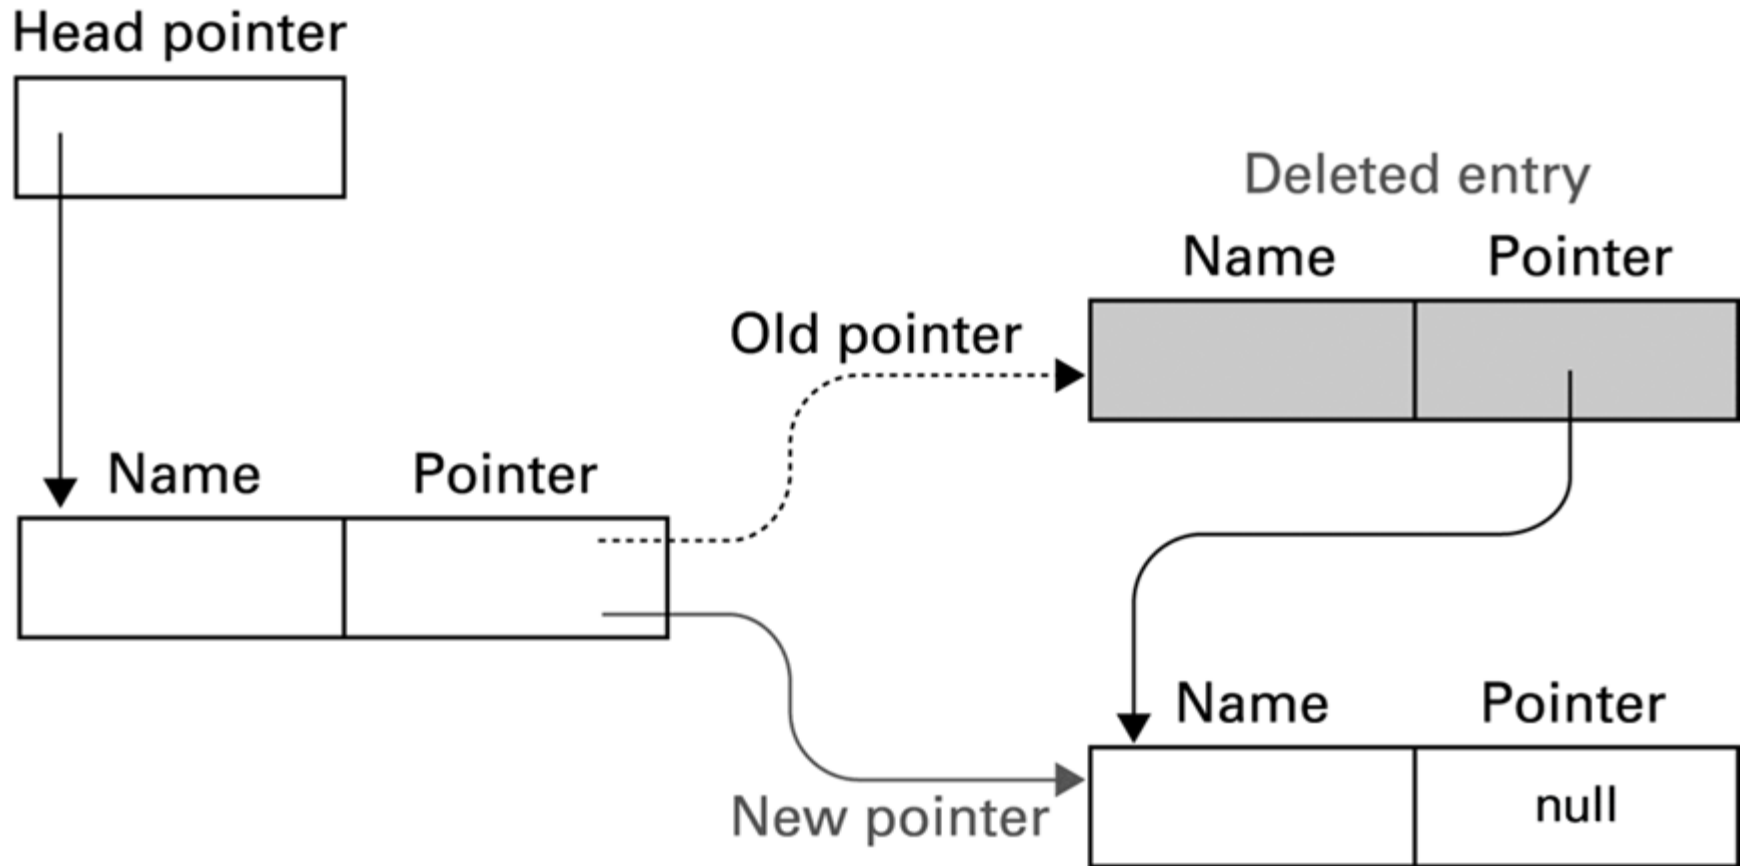 Head pointer
Deleted entry
Name Pointer
Old pointer
Name Pointer
Name Pointer
null
New pointer